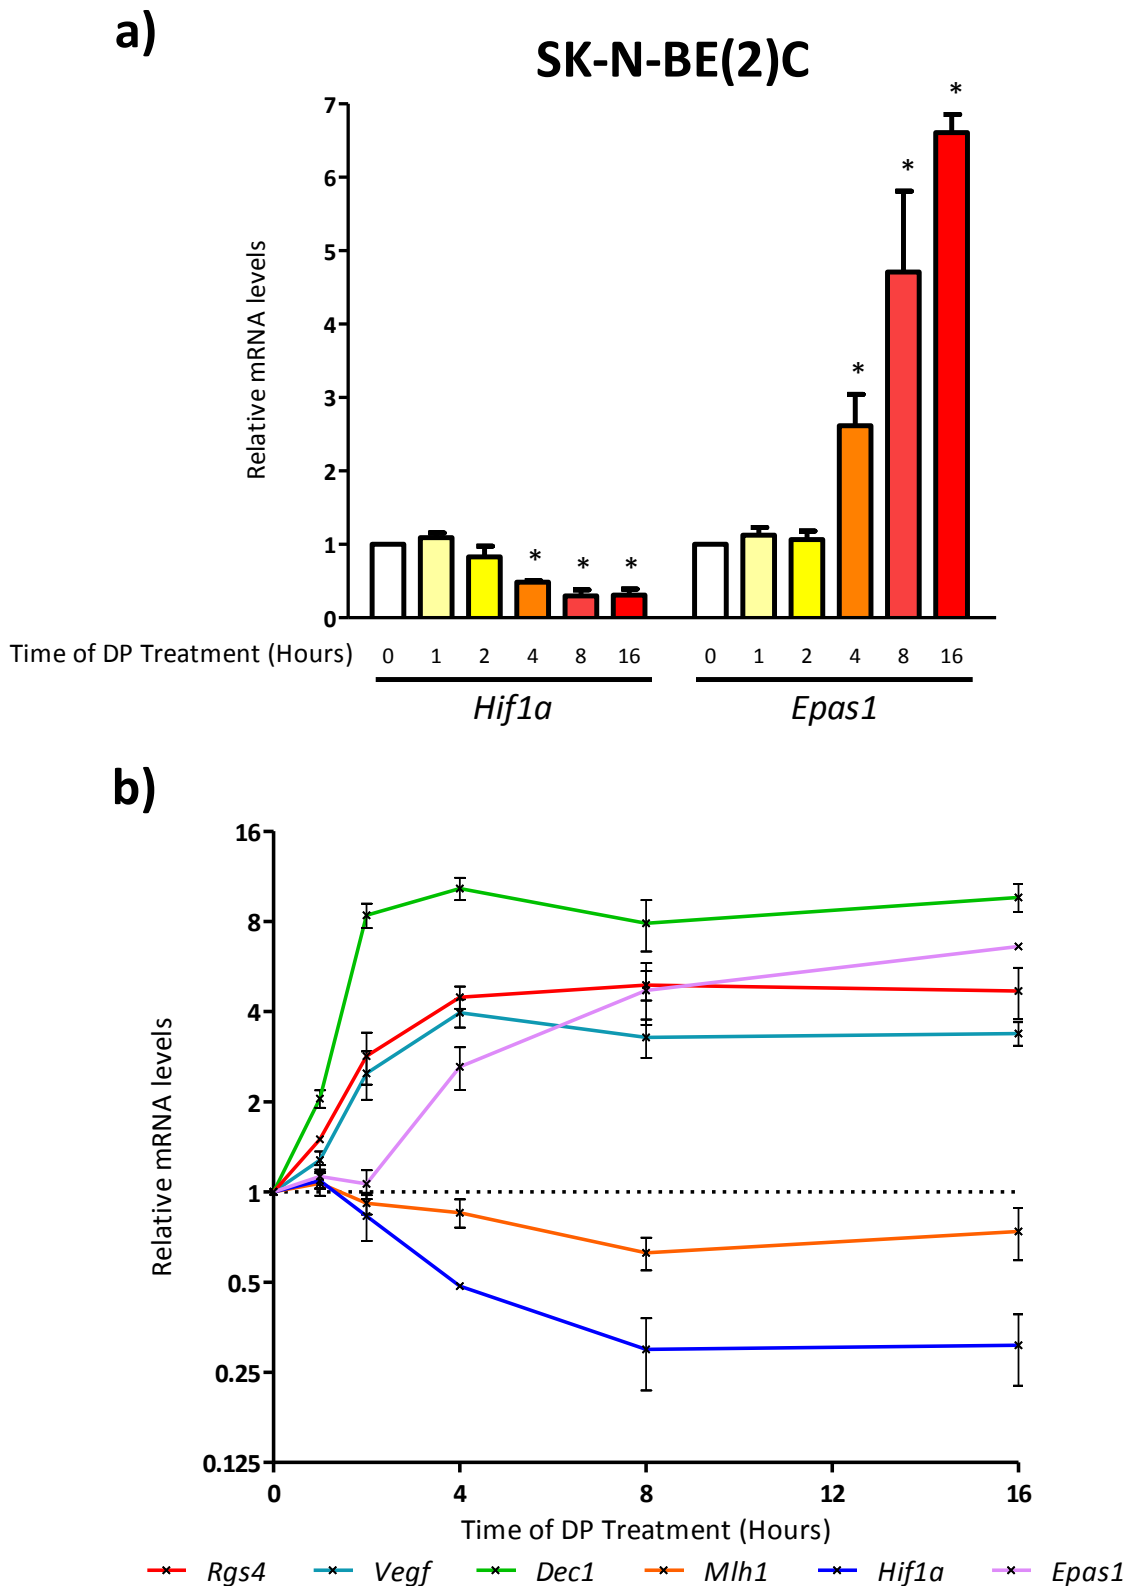 a)
SK-N-BE(2)C
7
6
5
4
3
2
1
0
Relative mRNA levels
* * * * * *
Time of DP Treatment (Hours) 0 1 2 4 8 16 0 1 2 4 8 16
Hif1a Epas1
b)
16
8
4
2
1
0.5
0.25
0.125
Relative mRNA levels
0 4 8 12 16
Time of DP Treatment (Hours)
Rgs4 Vegf Dec1 Mlh1 Hif1a Epas1